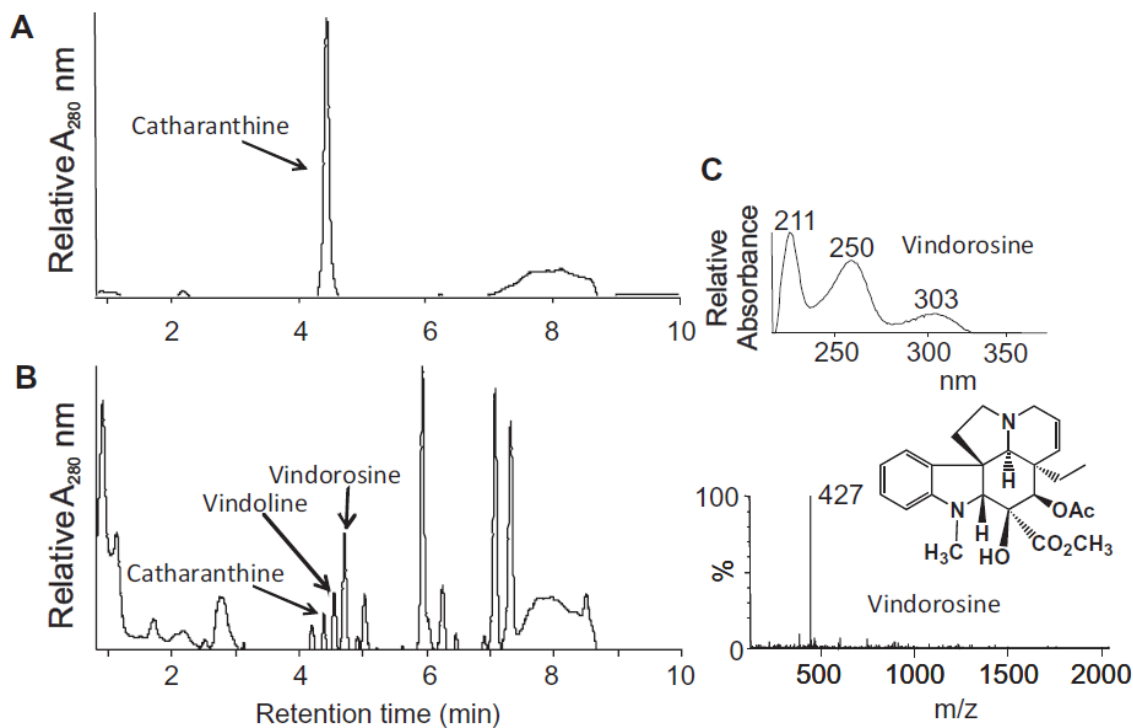 A
Relative A280 nm
Catharanthine
2 4 6 8 10
B
Relative A280 nm
Vindorosine
Vindoline
Catharanthine
2 4 6 8 10
Retention time (min)
C
Relative
Absorbance
211
250
303
Vindorosine
250 300 350
nm
100
%
0
427
N
H
OAc
N
H
H3C
HO
CO2CH3
Vindorosine
500 1000 1500 2000
m/z